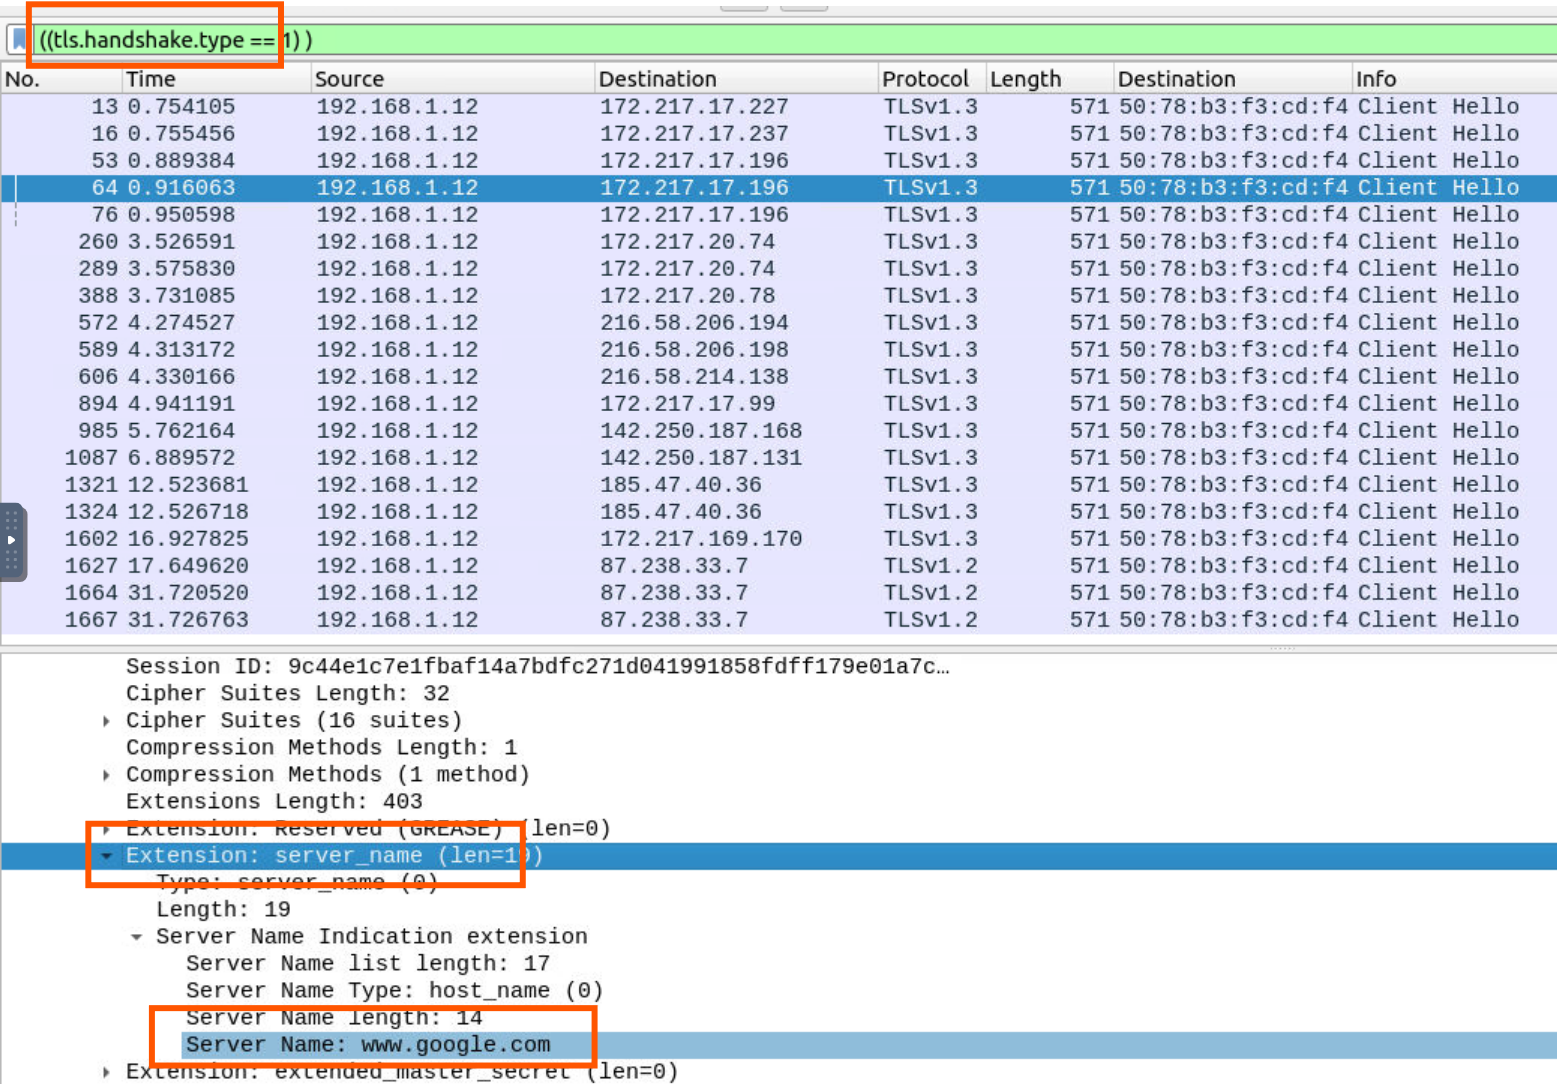 ((tls.handshake.type == 1) )
No. Time Source Destination Protocol Length Destination Info
13 0.754105 192.168.1.12 172.217.17.227 TLSv1.3 571 50:78:b3:f3:cd:f4 Client Hello
16 0.755456 192.168.1.12 172.217.17.237 TLSv1.3 571 50:78:b3:f3:cd:f4 Client Hello
53 0.889384 192.168.1.12 172.217.17.196 TLSv1.3 571 50:78:b3:f3:cd:f4 Client Hello
64 0.916063 192.168.1.12 172.217.17.196 TLSv1.3 571 50:78:b3:f3:cd:f4 Client Hello
76 0.950598 192.168.1.12 172.217.17.196 TLSv1.3 571 50:78:b3:f3:cd:f4 Client Hello
260 3.526591 192.168.1.12 172.217.20.74 TLSv1.3 571 50:78:b3:f3:cd:f4 Client Hello
289 3.575830 192.168.1.12 172.217.20.74 TLSv1.3 571 50:78:b3:f3:cd:f4 Client Hello
388 3.731085 192.168.1.12 172.217.20.78 TLSv1.3 571 50:78:b3:f3:cd:f4 Client Hello
572 4.274527 192.168.1.12 216.58.206.194 TLSv1.3 571 50:78:b3:f3:cd:f4 Client Hello
589 4.313172 192.168.1.12 216.58.206.198 TLSv1.3 571 50:78:b3:f3:cd:f4 Client Hello
606 4.330166 192.168.1.12 216.58.214.138 TLSv1.3 571 50:78:b3:f3:cd:f4 Client Hello
894 4.941191 192.168.1.12 172.217.17.99 TLSv1.3 571 50:78:b3:f3:cd:f4 Client Hello
985 5.762164 192.168.1.12 142.250.187.168 TLSv1.3 571 50:78:b3:f3:cd:f4 Client Hello
1087 6.889572 192.168.1.12 142.250.187.131 TLSv1.3 571 50:78:b3:f3:cd:f4 Client Hello
1321 12.523681 192.168.1.12 185.47.40.36 TLSv1.3 571 50:78:b3:f3:cd:f4 Client Hello
1324 12.526718 192.168.1.12 185.47.40.36 TLSv1.3 571 50:78:b3:f3:cd:f4 Client Hello
1602 16.927825 192.168.1.12 172.217.169.170 TLSv1.3 571 50:78:b3:f3:cd:f4 Client Hello
1627 17.649620 192.168.1.12 87.238.33.7 TLSv1.2 571 50:78:b3:f3:cd:f4 Client Hello
1664 31.720520 192.168.1.12 87.238.33.7 TLSv1.2 571 50:78:b3:f3:cd:f4 Client Hello
1667 31.726763 192.168.1.12 87.238.33.7 TLSv1.2 571 50:78:b3:f3:cd:f4 Client Hello
Session ID: 9c44e1c7e1fbaf14a7bdfc271d041991858fdff179e01a7c…
Cipher Suites Length: 32
Cipher Suites (16 suites)
Compression Methods Length: 1
Compression Methods (1 method)
Extensions Length: 403
Extension: Reserved (GREASE) (len=0)
Extension: server_name (len=19)
Type: server_name (0)
Length: 19
Server Name Indication extension
Server Name list length: 17
Server Name Type: host_name (0)
Server Name length: 14
Server Name: www.google.com
Extension: extended_master_secret (len=0)